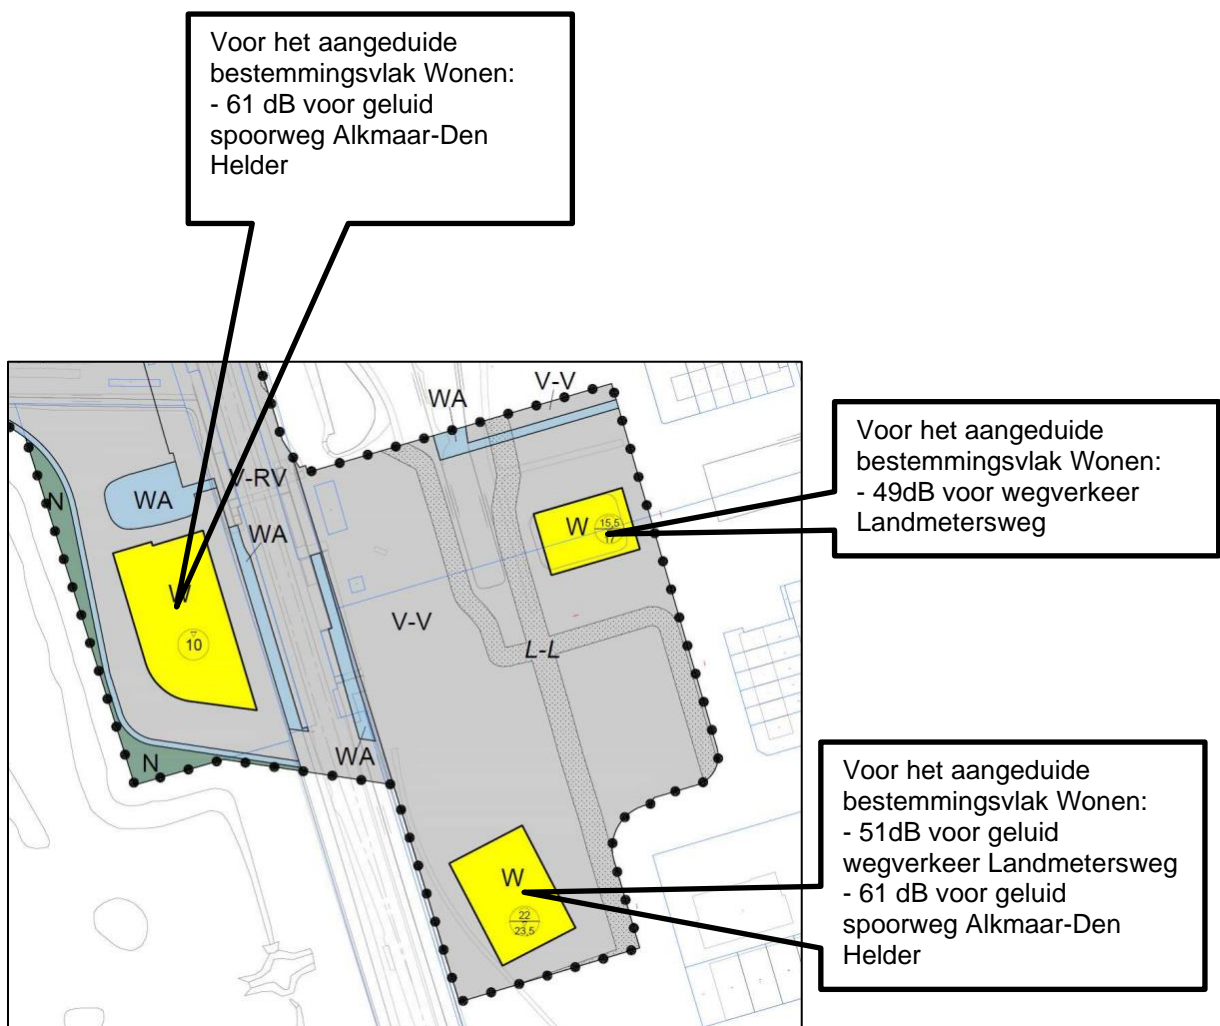 Voor het aangeduide
bestemmingsvlak Wonen:
- 61 dB voor geluid
spoorweg Alkmaar-Den
Helder
V-V
WA
V-RV
N
WA
WA
W
10
W
15,5
17
Voor het aangeduide
bestemmingsvlak Wonen:
- 49dB voor wegverkeer
Landmetersweg
V-V
L-L
WA
N
W
22
23,5
Voor het aangeduide
bestemmingsvlak Wonen:
- 51dB voor geluid
wegverkeer Landmetersweg
- 61 dB voor geluid
spoorweg Alkmaar-Den
Helder